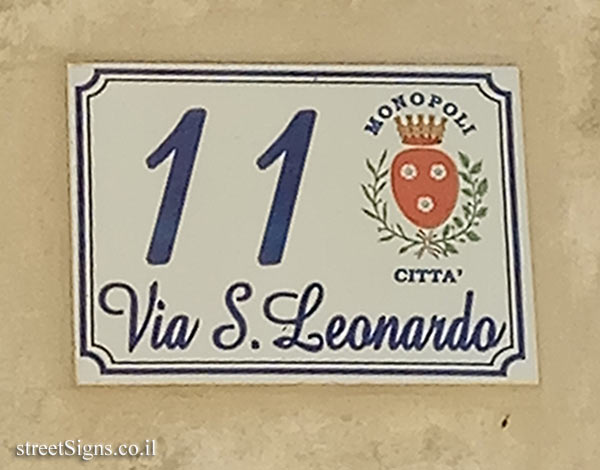 11
MONOPOLI
CITTA'
Via S. Leonardo
streetSigns.co.il